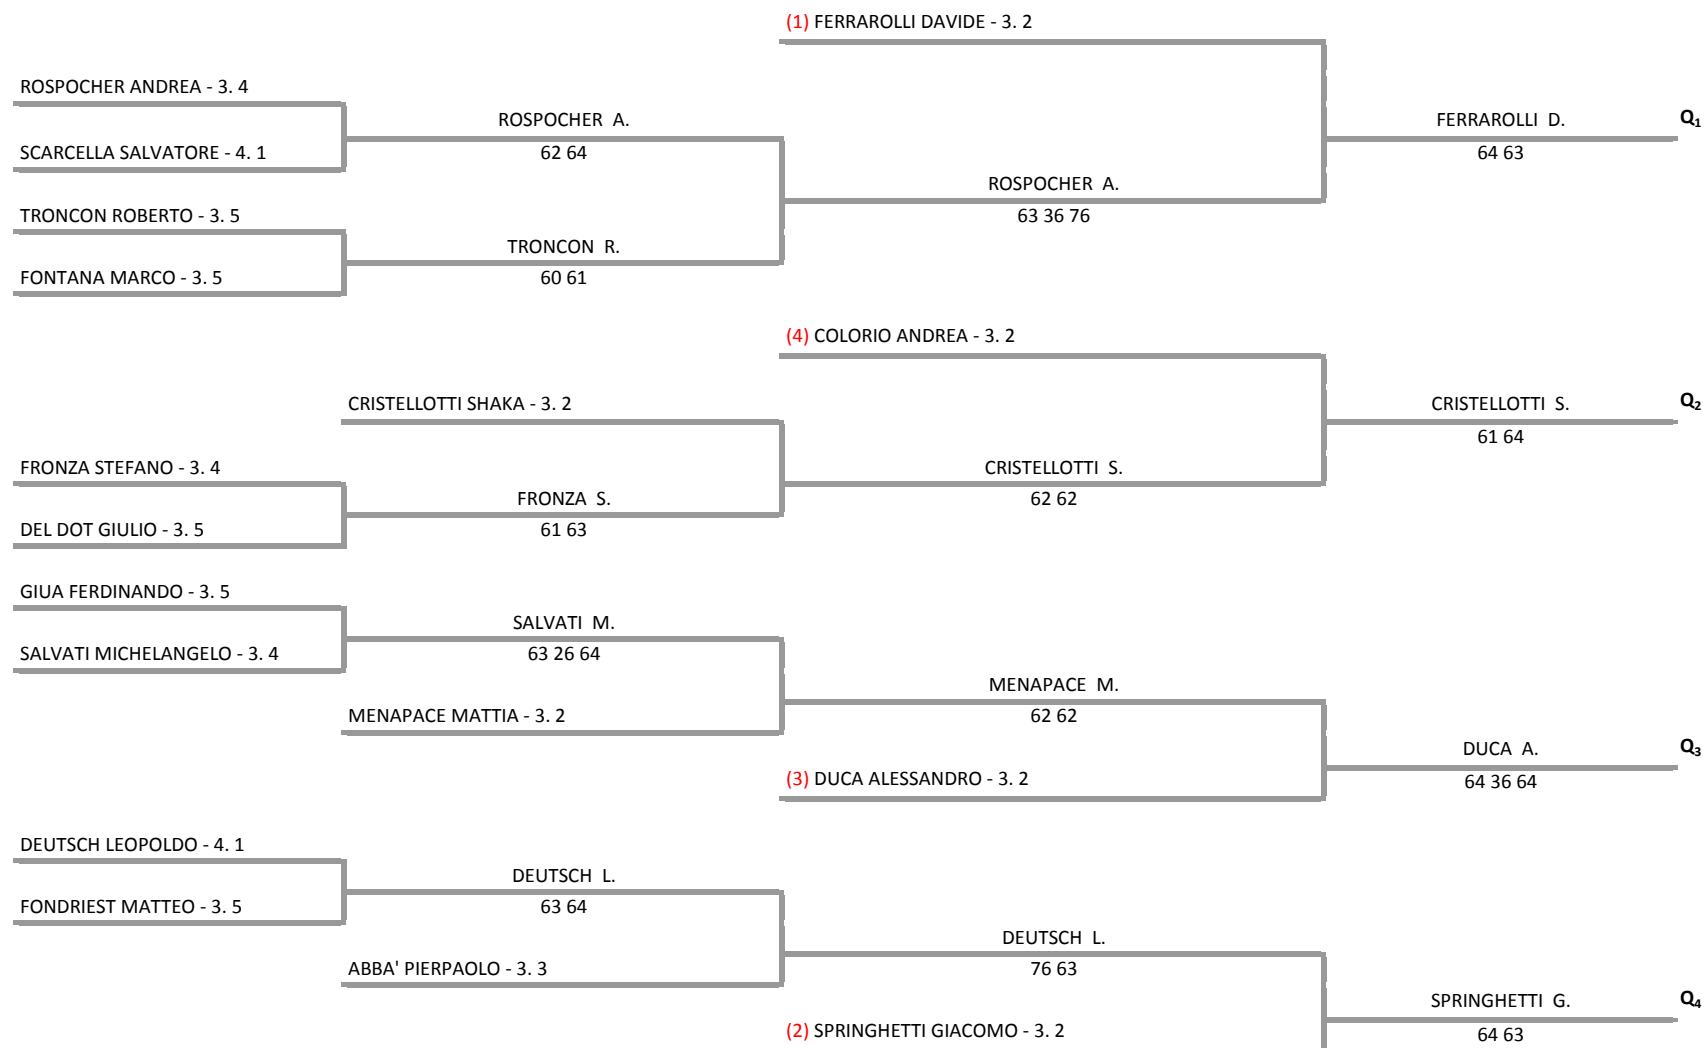 (1) FERRAROLLI DAVIDE - 3. 2
ROSPOCHER ANDREA - 3. 4
ROSPOCHER A.
FERRAROLLI D.
Q1
SCARCELLA SALVATORE - 4. 1
62 64
64 63
ROSPOCHER A.
TRONCON ROBERTO - 3. 5
63 36 76
TRONCON R.
FONTANA MARCO - 3. 5
60 61
(4) COLORIO ANDREA - 3. 2
CRISTELLOTTI SHAKA - 3. 2
CRISTELLOTTI S.
Q2
61 64
FRONZA STEFANO - 3. 4
CRISTELLOTTI S.
FRONZA S.
62 62
DEL DOT GIULIO - 3. 5
61 63
GIUA FERDINANDO - 3. 5
SALVATI M.
SALVATI MICHELANGELO - 3. 4
63 26 64
MENAPACE M.
MENAPACE MATTIA - 3. 2
62 62
DUCA A.
Q3
(3) DUCA ALESSANDRO - 3. 2
64 36 64
DEUTSCH LEOPOLDO - 4. 1
DEUTSCH L.
FONDRIEST MATTEO - 3. 5
63 64
DEUTSCH L.
ABBA' PIERPAOLO - 3. 3
76 63
SPRINGHETTI G.
Q4
(2) SPRINGHETTI GIACOMO - 3. 2
64 63